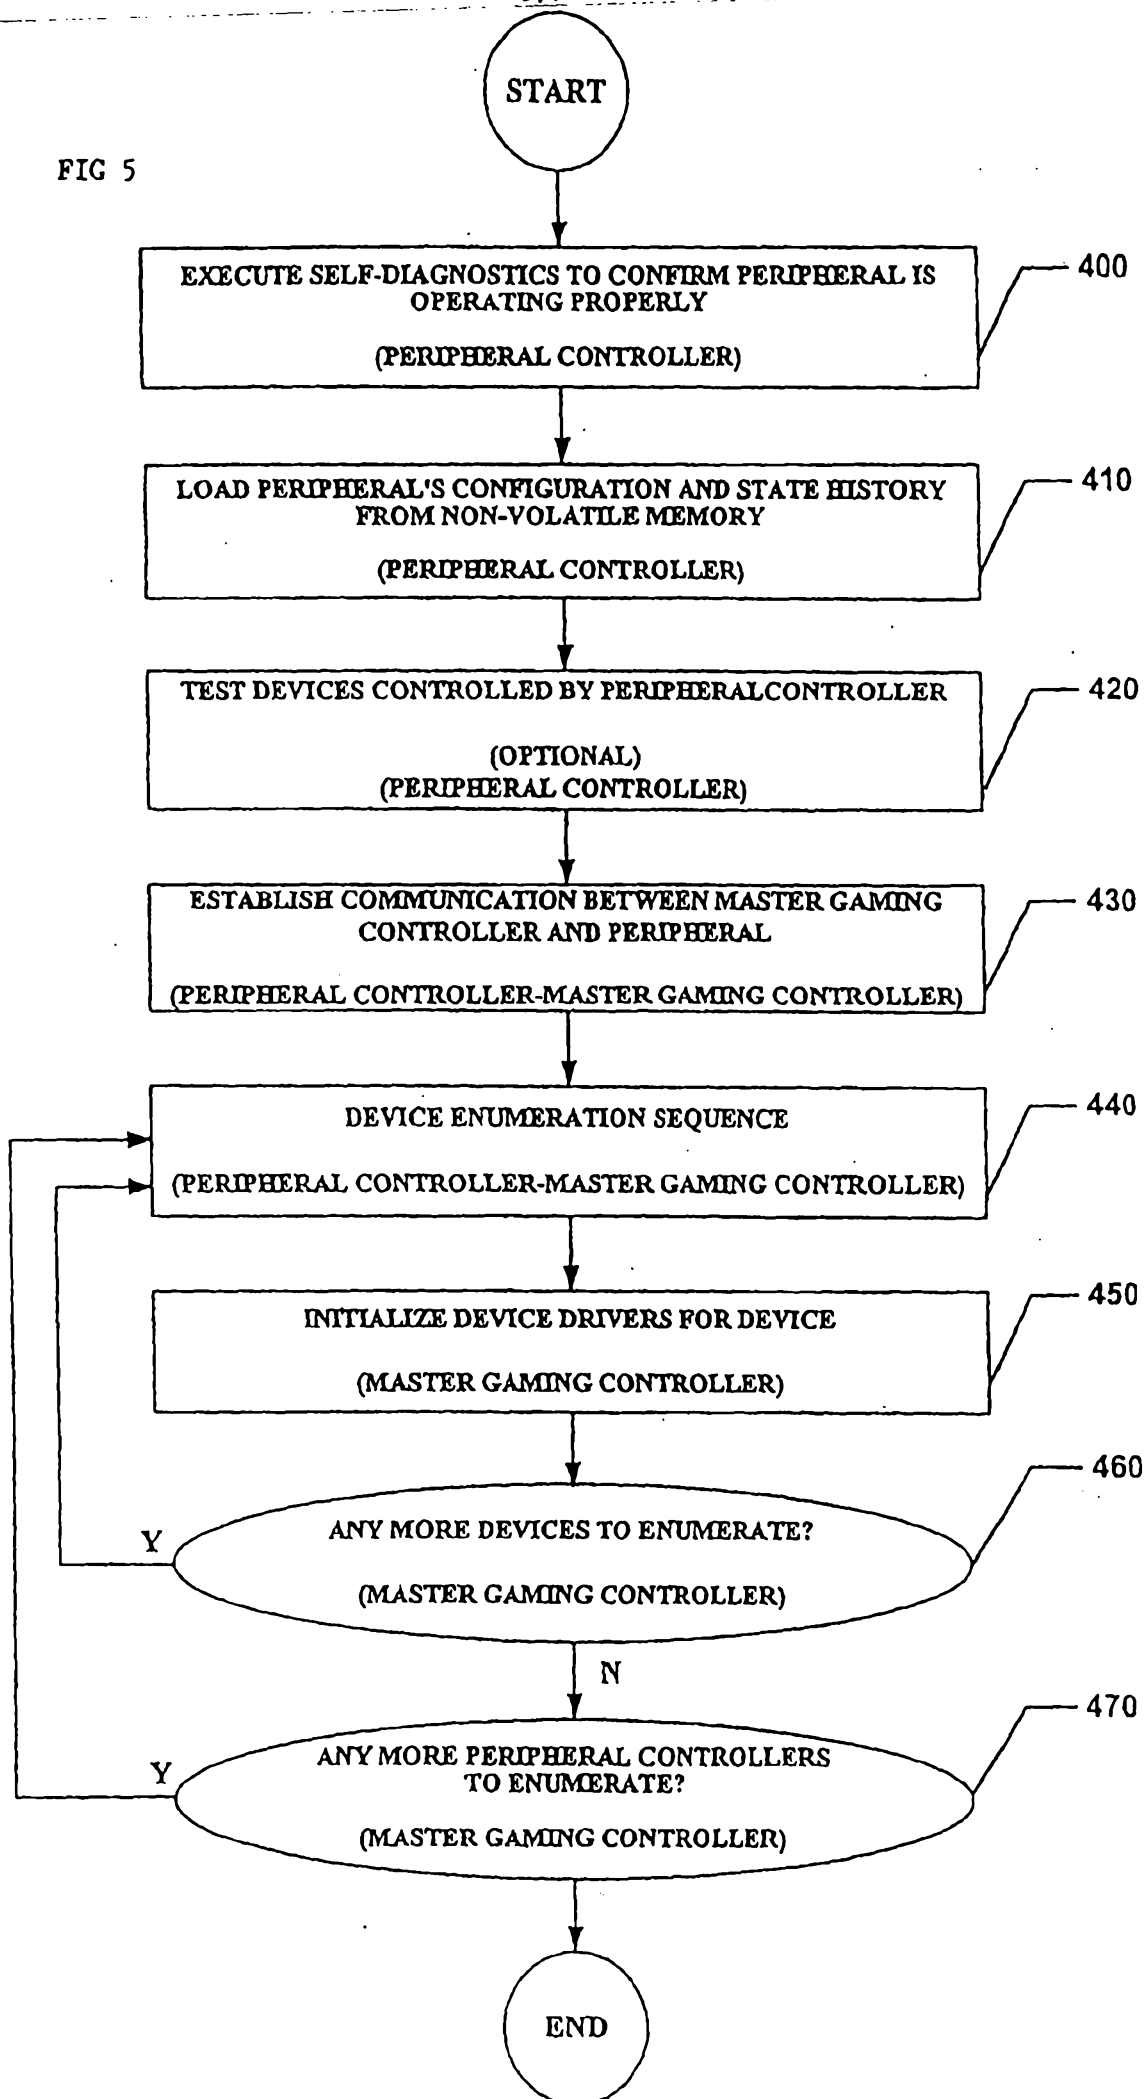 START
FIG 5
EXECUTE SELF-DIAGNOSTICS TO CONFIRM PERIPHERAL IS
OPERATING PROPERLY
(PERIPHERAL CONTROLLER)
400
LOAD PERIPHERAL'S CONFIGURATION AND STATE HISTORY
FROM NON-VOLATILE MEMORY
(PERIPHERAL CONTROLLER)
410
TEST DEVICES CONTROLLED BY PERIPHERALCONTROLLER
(OPTIONAL)
(PERIPHERAL CONTROLLER)
420
ESTABLISH COMMUNICATION BETWEEN MASTER GAMING
CONTROLLER AND PERIPHERAL
(PERIPHERAL CONTROLLER-MASTER GAMING CONTROLLER)
430
DEVICE ENUMERATION SEQUENCE
(PERIPHERAL CONTROLLER-MASTER GAMING CONTROLLER)
440
INITIALIZE DEVICE DRIVERS FOR DEVICE
(MASTER GAMING CONTROLLER)
450
ANY MORE DEVICES TO ENUMERATE?
(MASTER GAMING CONTROLLER)
460
Y
N
ANY MORE PERIPHERAL CONTROLLERS
TO ENUMERATE?
(MASTER GAMING CONTROLLER)
470
Y
END